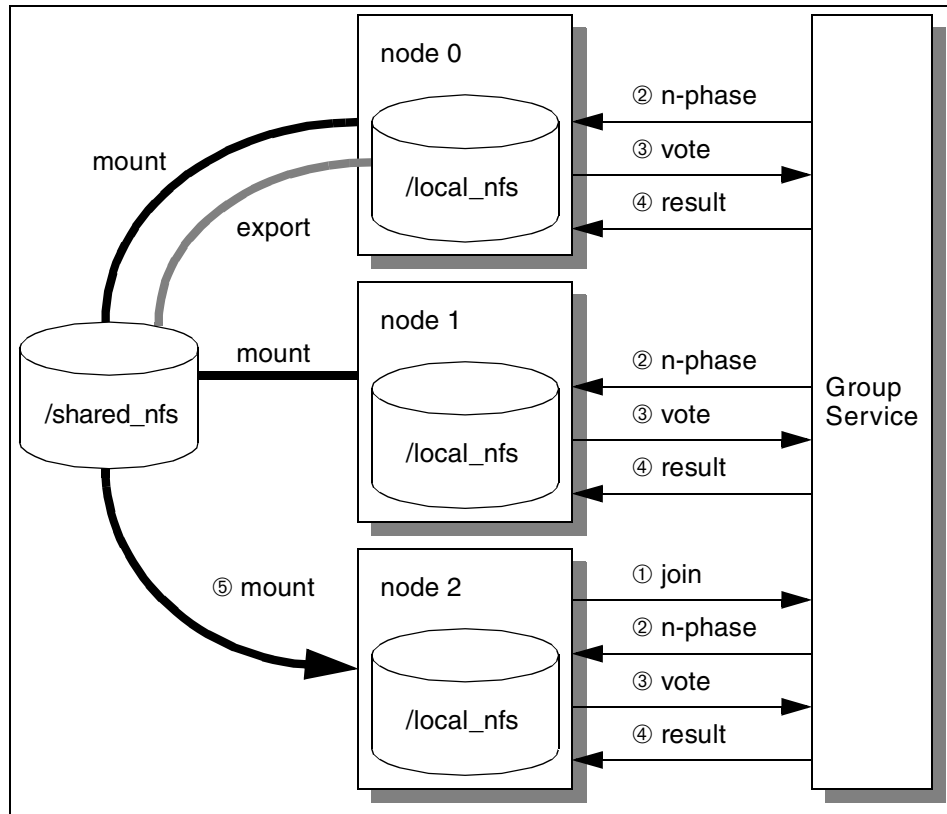 node 0
② n-phase
mount
③ vote
/local_nfs
④ result
export
node 1
mount
② n-phase
Group
Service
/shared_nfs
③ vote
/local_nfs
④ result
⑤ mount
node 2
① join
② n-phase
③ vote
/local_nfs
④ result